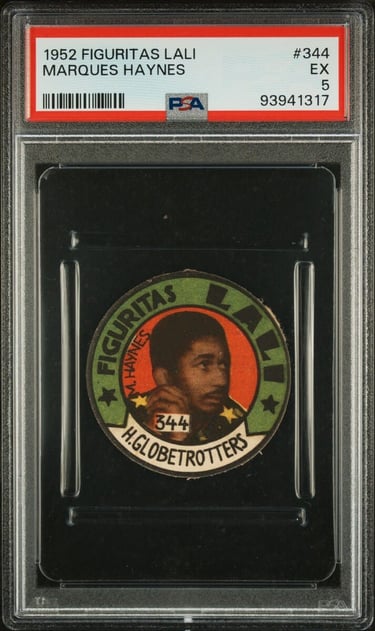 1952 FIGURITAS LALI #344
MARQUES HAYNES EX
5
PSA 93941317
FIGURITAS LALI
M. HAYNES
344
H. GLOBETROTTERS